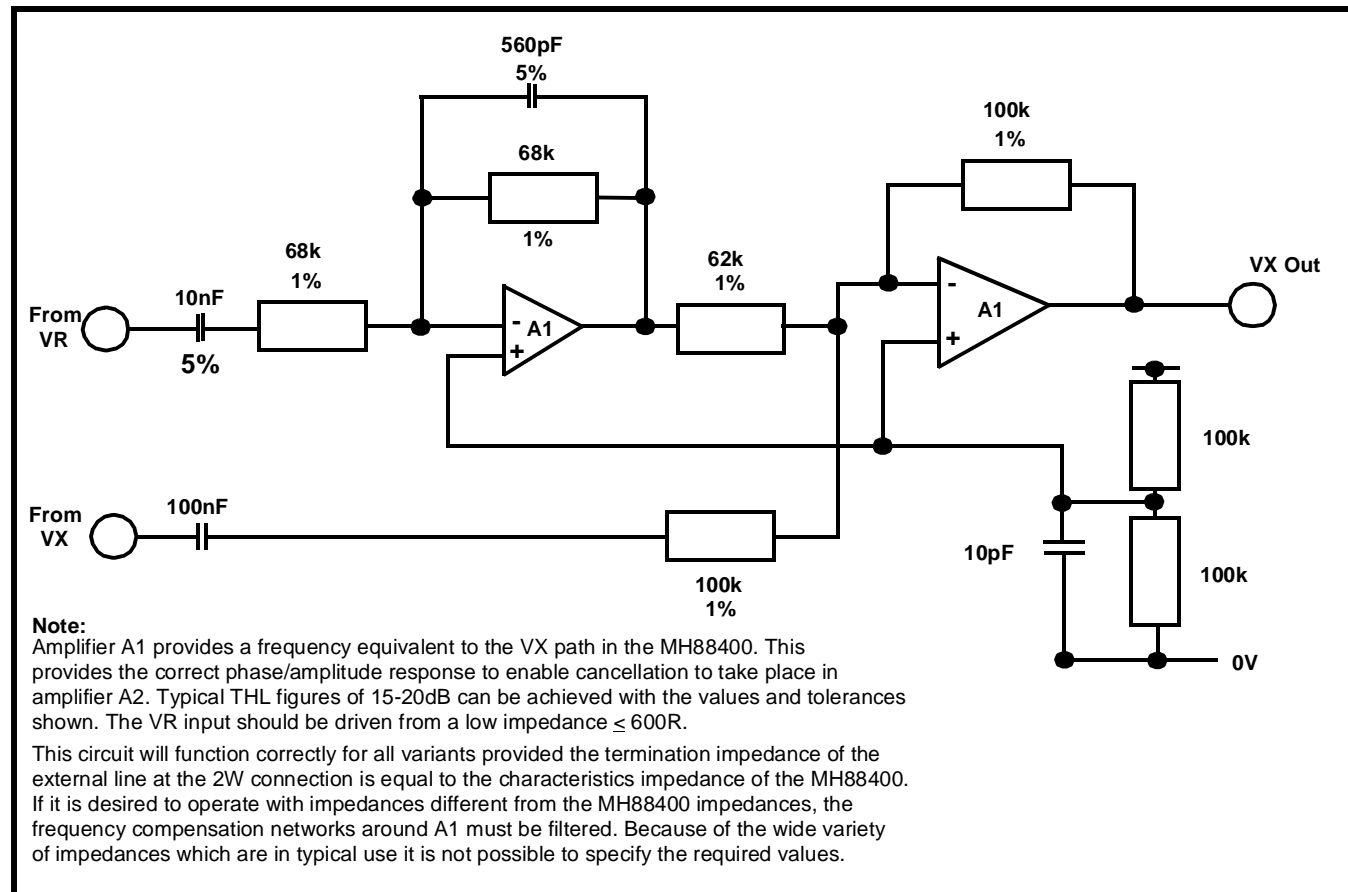 560pF
5%
100k
1%
68k
1%
68k
1%
62k
1%
VX Out
10nF
5%
From
VR
-
+
A1
-
+
A1
100k
From
VX
100nF
100k
1%
10pF
100k
0V
Note:
Amplifier A1 provides a frequency equivalent to the VX path in the MH88400. This
provides the correct phase/amplitude response to enable cancellation to take place in
amplifier A2. Typical THL figures of 15-20dB can be achieved with the values and tolerances
shown. The VR input should be driven from a low impedance ≤ 600R.
This circuit will function correctly for all variants provided the termination impedance of the
external line at the 2W connection is equal to the characteristics impedance of the MH88400.
If it is desired to operate with impedances different from the MH88400 impedances, the
frequency compensation networks around A1 must be filtered. Because of the wide variety
of impedances which are in typical use it is not possible to specify the required values.